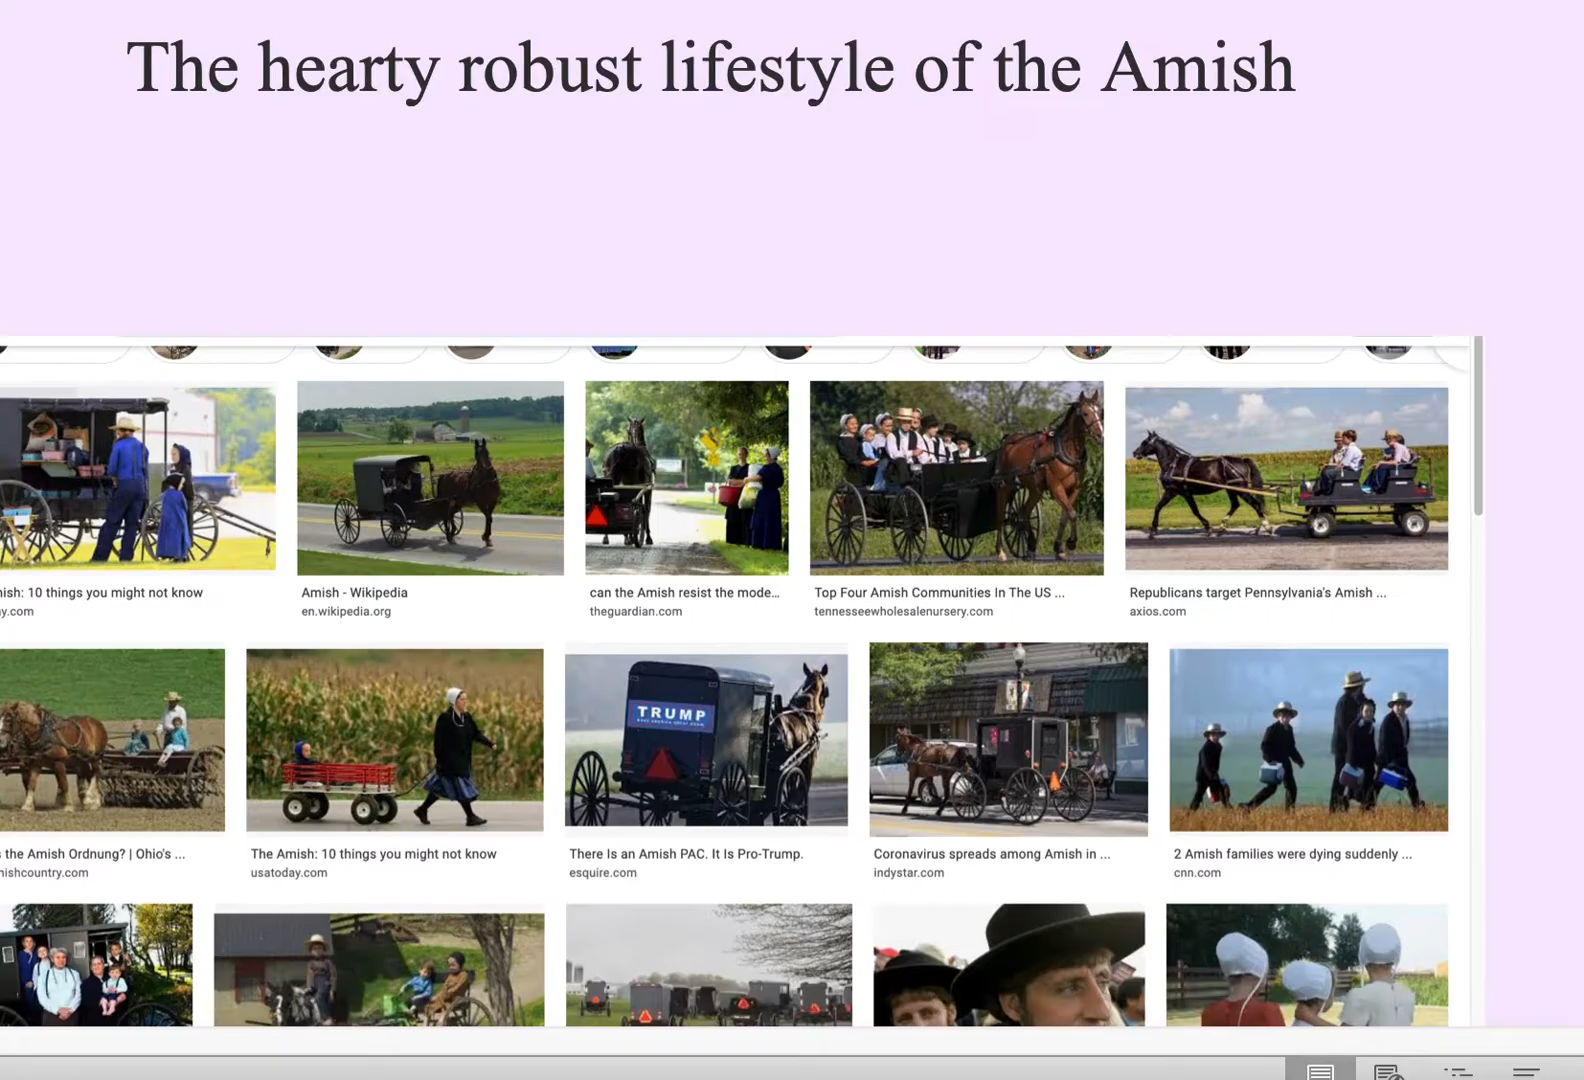 The hearty robust lifestyle of the Amish
nish: 10 things you might not know
y.com
Amish - Wikipedia
en.wikipedia.org
can the Amish resist the mode...
theguardian.com
Top Four Amish Communities In The US ...
tennesseewholesalenursery.com
Republicans target Pennsylvania's Amish ...
axios.com
TRUMP
s the Amish Ordnung? | Ohio's ...
nishcountry.com
The Amish: 10 things you might not know
usatoday.com
There Is an Amish PAC. It Is Pro-Trump.
esquire.com
Coronavirus spreads among Amish in ...
indystar.com
2 Amish families were dying suddenly ...
cnn.com